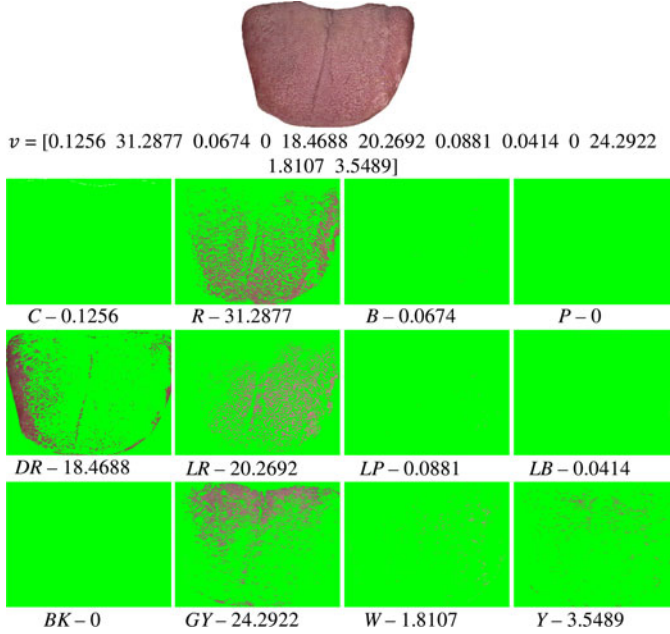 v = [0.1256 31.2877 0.0674 0 18.4688 20.2692 0.0881 0.0414 0 24.2922
1.8107 3.5489]
C – 0.1256 R – 31.2877 B – 0.0674 P – 0
DR – 18.4688 LR – 20.2692 LP – 0.0881 LB – 0.0414
BK – 0 GY – 24.2922 W – 1.8107 Y – 3.5489